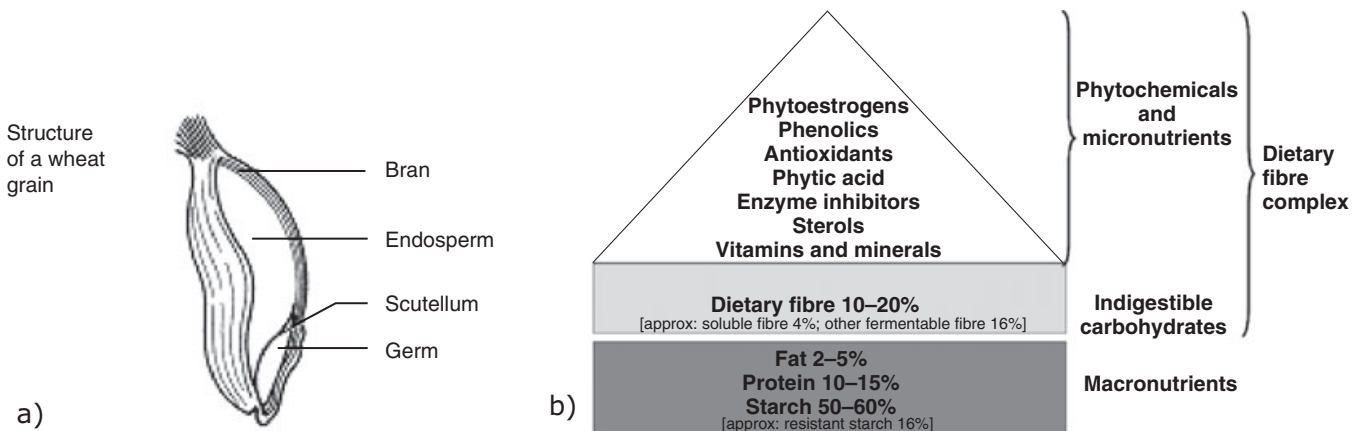 Structure
of a wheat
grain
Bran
Endosperm
Scutellum
Germ
a)
Phytoestrogens
Phenolics
Antioxidants
Phytic acid
Enzyme inhibitors
Sterols
Vitamins and minerals
Phytochemicals
and
micronutrients
Dietary
fibre
complex
Dietary fibre 10–20%
[approx: soluble fibre 4%; other fermentable fibre 16%]
Indigestible
carbohydrates
Fat 2–5%
Protein 10–15%
Starch 50–60%
[approx: resistant starch 16%]
Macronutrients
b)